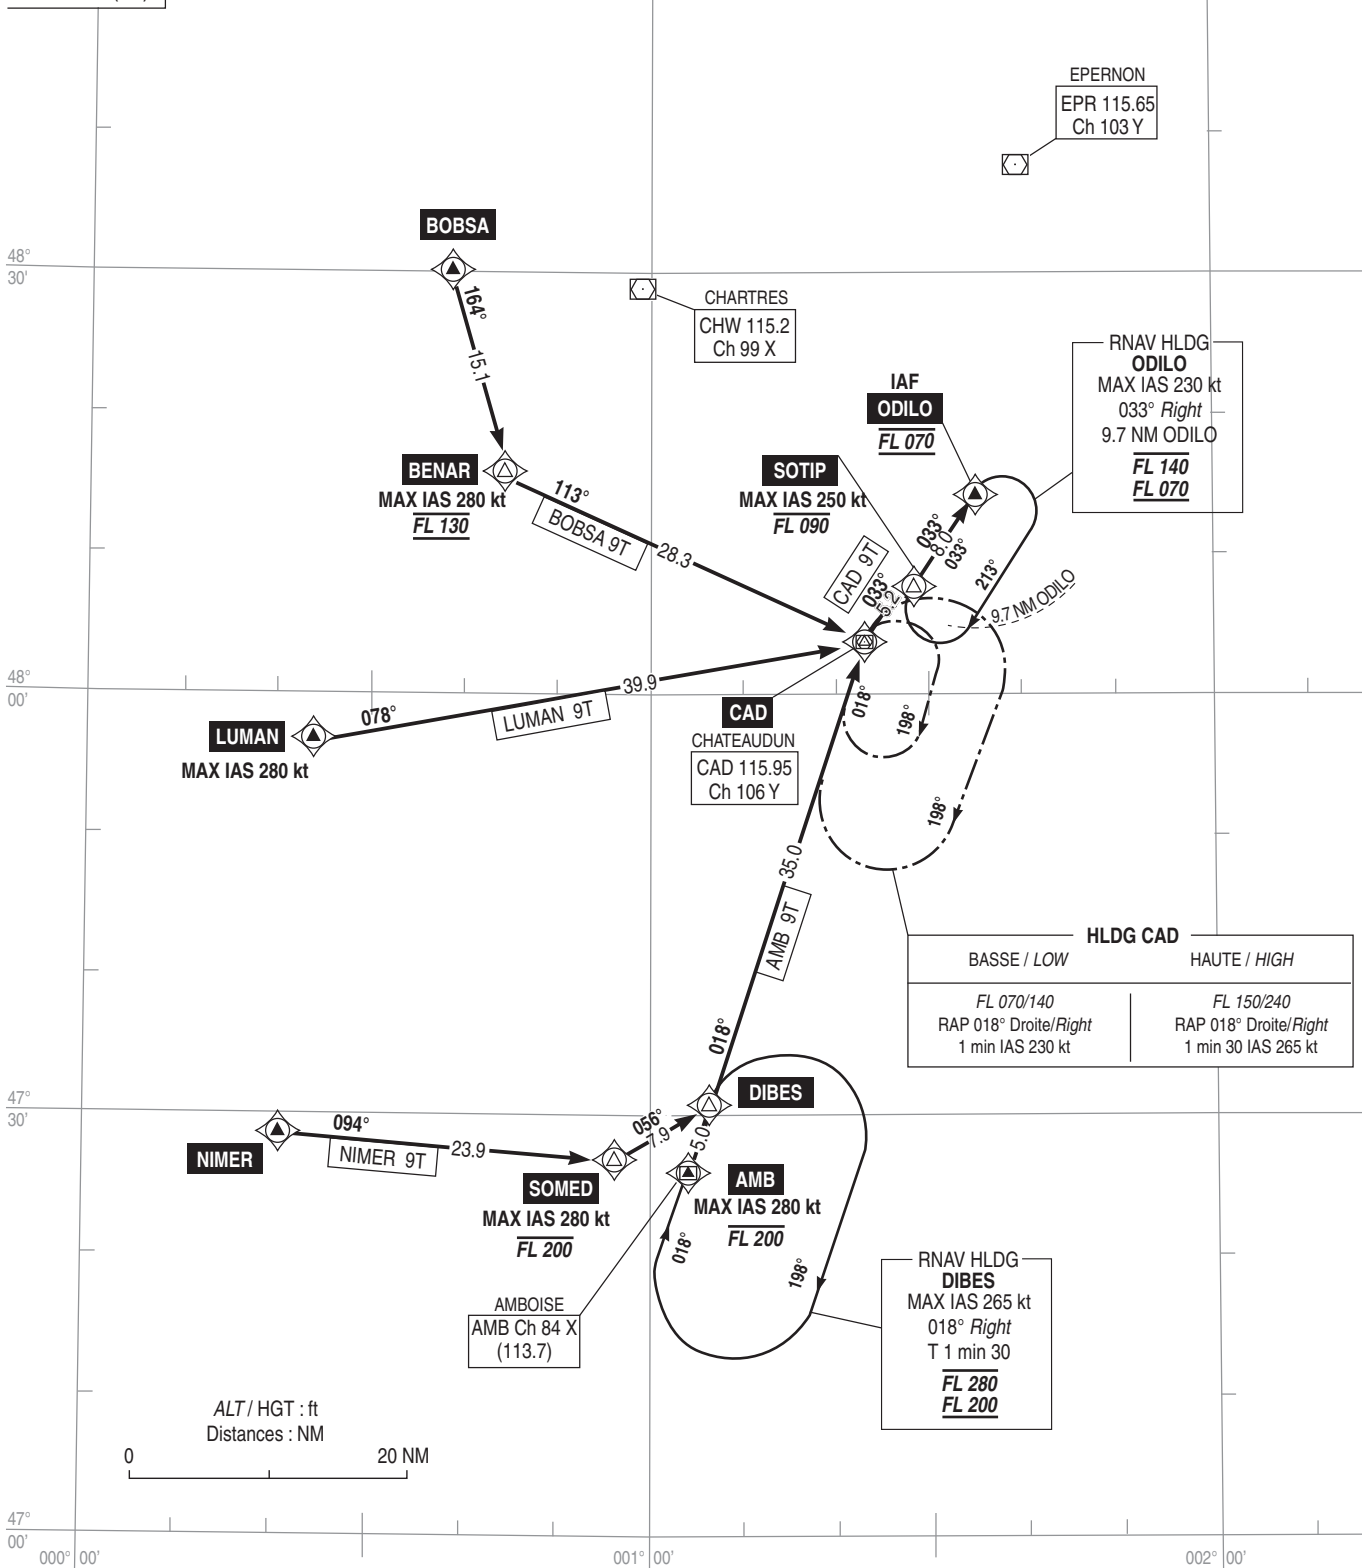 EPERNON
EPR 115.65
Ch 103 Y
BOBSA
48°
30'
164°
15.1
CHARTRES
CHW 115.2
Ch 99 X
RNAV HLDG
ODILO
MAX IAS 230 kt
033° Right
9.7 NM ODILO
FL 140
FL 070
IAF
ODILO
FL 070
BENAR
MAX IAS 280 kt
FL 130
SOTIP
MAX IAS 250 kt
FL 090
113°
BOBSA 9T
28.3
CAD 9T
033°
5.2
033°
8.0
033°
213°
9.7 NM ODILO
48°
00'
39.9
078°
LUMAN 9T
LUMAN
MAX IAS 280 kt
CAD
CHATEAUDUN
CAD 115.95
Ch 106 Y
018°
198°
198°
35.0
AMB 9T
018°
HLDG CAD
BASSE / LOW
HAUTE / HIGH
FL 070/140
RAP 018° Droite/Right
1 min IAS 230 kt
FL 150/240
RAP 018° Droite/Right
1 min 30 IAS 265 kt
47°
30'
DIBES
094°
NIMER 9T
23.9
NIMER
056°
7.9
5.0
SOMED
MAX IAS 280 kt
FL 200
AMB
MAX IAS 280 kt
FL 200
018°
198°
AMBOISE
AMB Ch 84 X
(113.7)
RNAV HLDG
DIBES
MAX IAS 265 kt
018° Right
T 1 min 30
FL 280
FL 200
ALT / HGT : ft
Distances : NM
0
20 NM
47°
00'
000° 00'
001° 00'
002° 00'